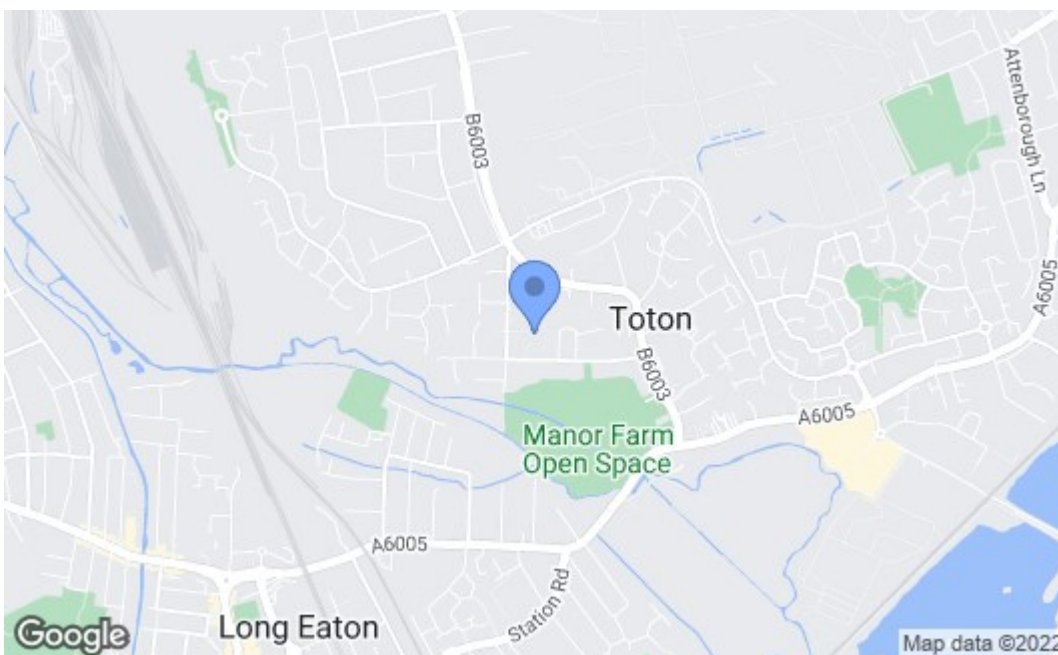 Attenborough Ln
B6003
A6005
Toton
B6003
A6005
Manor Farm
Open Space
A6005
Station Rd
Long Eaton
Google
Map data ©2022